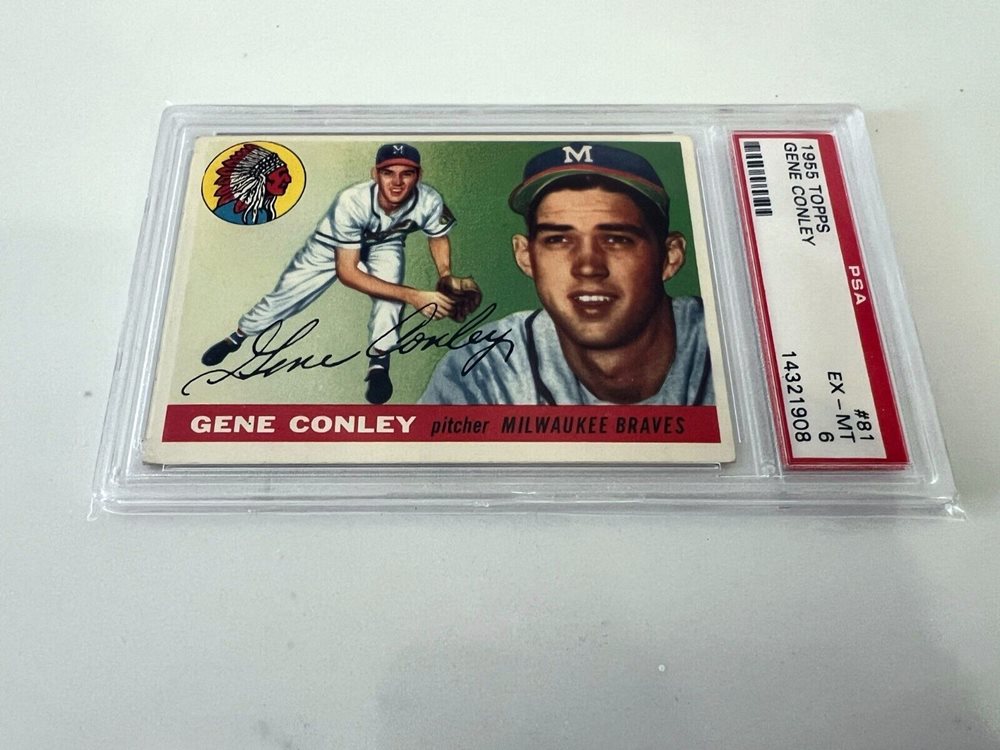 M
M
Gene Conley
GENE CONLEY pitcher MILWAUKEE BRAVES
1955 TOPPS #81
GENE CONLEY EX-MT
PSA 6
14321908